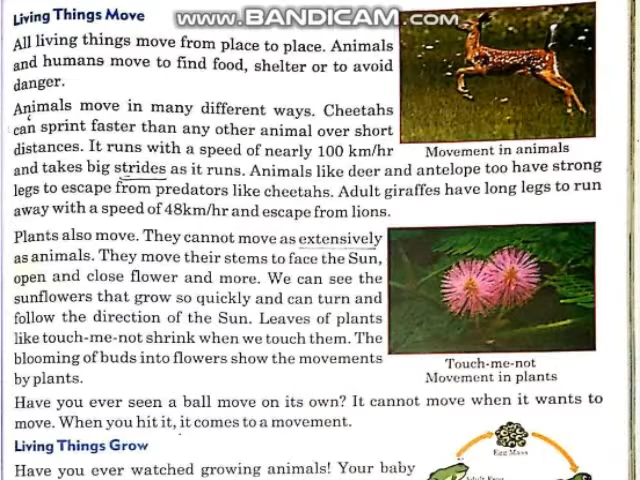 www.BANDICAM.com
Living Things Move
All living things move from place to place. Animals
and humans move to find food, shelter or to avoid
danger.
Animals move in many different ways. Cheetahs
can sprint faster than any other animal over short
distances. It runs with a speed of nearly 100 km/hr
and takes big strides as it runs. Animals like deer and antelope too have strong
legs to escape from predators like cheetahs. Adult giraffes have long legs to run
away with a speed of 48km/hr and escape from lions.
Movement in animals
Plants also move. They cannot move as extensively
as animals. They move their stems to face the Sun,
open and close flower and more. We can see the
sunflowers that grow so quickly and can turn and
follow the direction of the Sun. Leaves of plants
like touch-me-not shrink when we touch them. The
blooming of buds into flowers show the movements
by plants.
Touch-me-not
Movement in plants
Have you ever seen a ball move on its own? It cannot move when it wants to
move. When you hit it, it comes to a movement.
Living Things Grow
Have you ever watched growing animals! Your baby
Egg Mass
Adult Frog